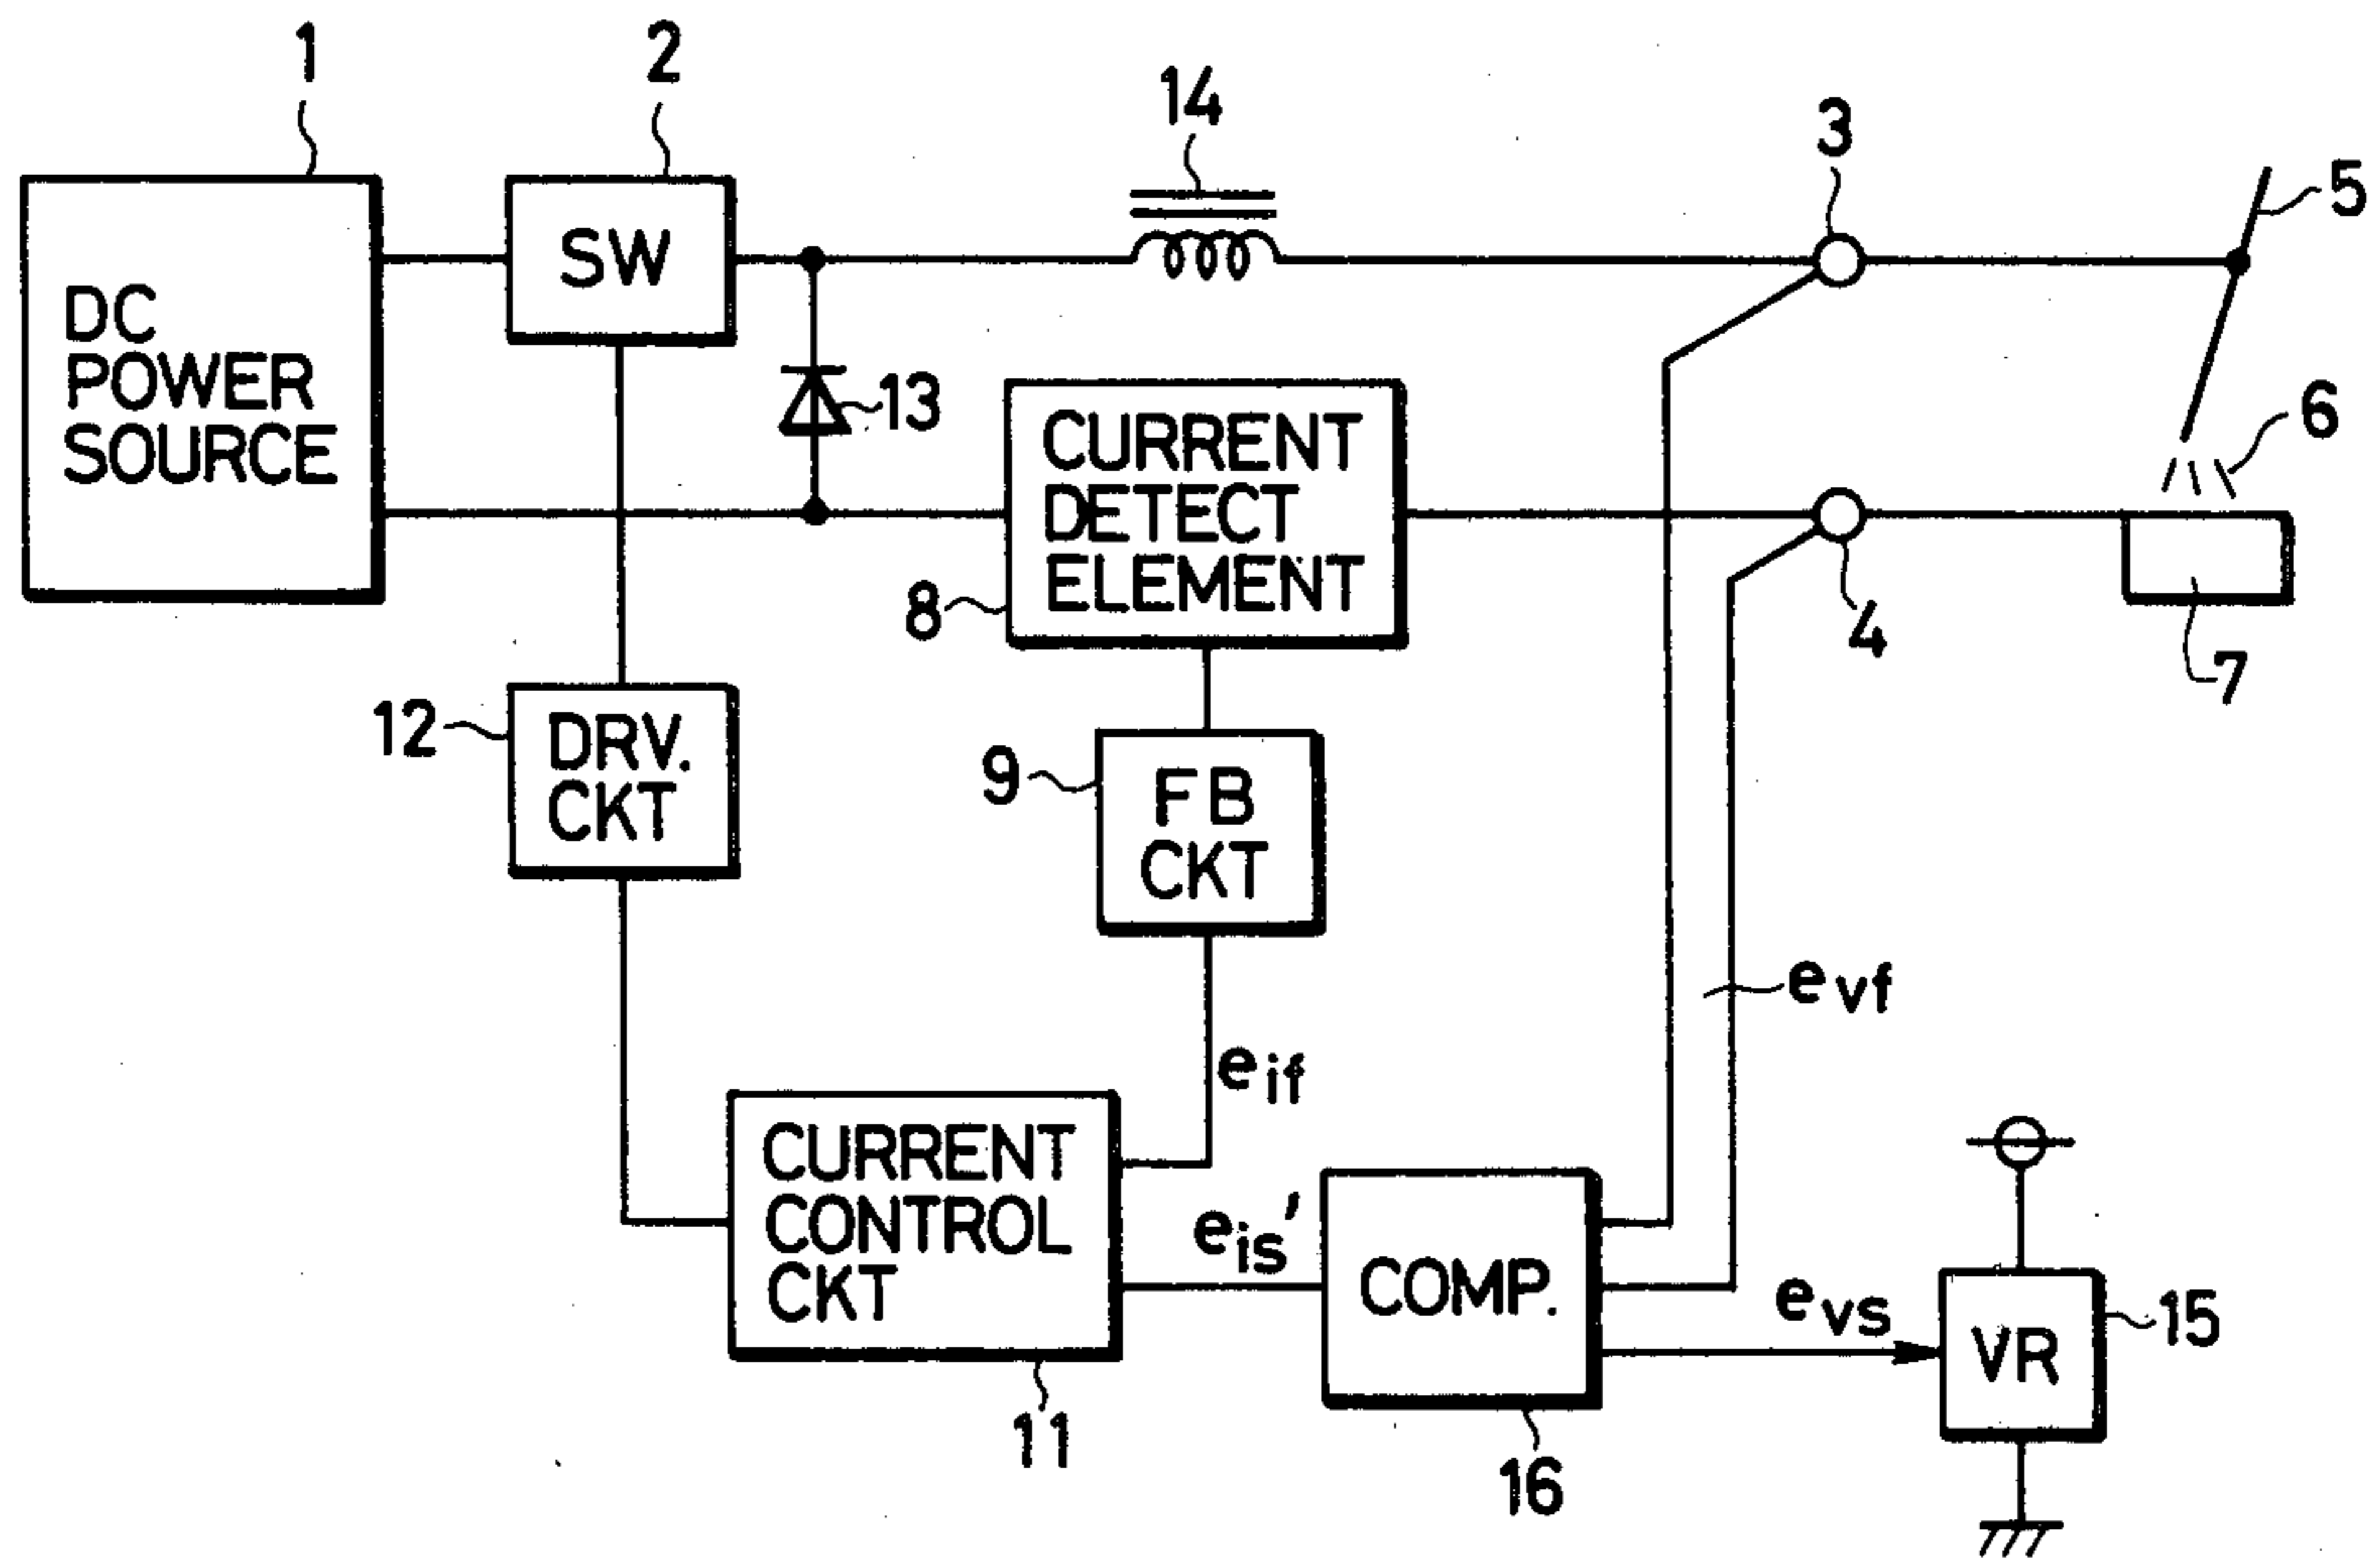 1
2
14
3
5
DC
POWER
SOURCE
SW
13
6
CURRENT
DETECT
ELEMENT
8
4
7
12
DRV.
CKT
9
FB
CKT
evf
eif
CURRENT
CONTROL
CKT
eis'
COMP.
evs
VR
15
11
16